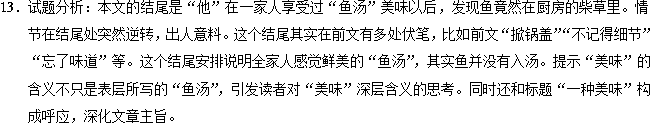 13．试题分析：本文的结尾是“他”在一家人享受过“鱼汤”美味以后，发现鱼竟然在厨房的柴草里。情
节在结尾处突然逆转，出人意料。这个结尾其实在前文有多处伏笔，比如前文“掀锅盖”“不记得细节”
“忘了味道”等。这个结尾安排说明全家人感觉鲜美的“鱼汤”，其实鱼并没有入汤。提示“美味”的
含义不只是表层所写的“鱼汤”，引发读者对“美味”深层含义的思考。同时还和标题“一种美味”构
成呼应，深化文章主旨。